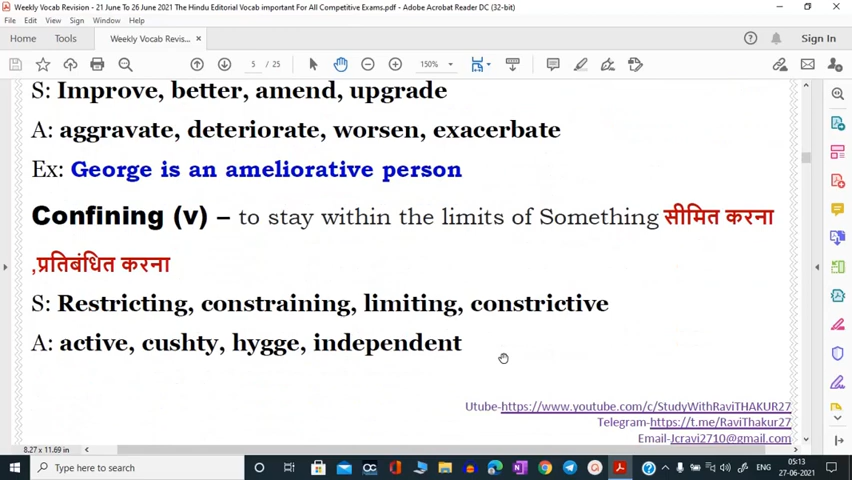 Weekly Vocab Revision - 21 June To 26 June 2021 The Hindu Editorial Vocab important For All Competitive Exams.pdf - Adobe Acrobat Reader DC (32-bit)
File Edit View Sign Window Help
Home Tools Weekly Vocab Revis... × Sign In
5 / 25 150%
S: Improve, better, amend, upgrade
A: aggravate, deteriorate, worsen, exacerbate
Ex: George is an ameliorative person
Confining (v) – to stay within the limits of Something सीमित करना
,प्रतिबंधित करना
S: Restricting, constraining, limiting, constrictive
A: active, cushty, hygge, independent
Utube-https://www.youtube.com/c/StudyWithRaviTHAKUR27
Telegram-https://t.me/RaviThakur27
Email-Jcravi2710@gmail.com
8.27 x 11.69 in
Type here to search
ENG
05:13
27-06-2021